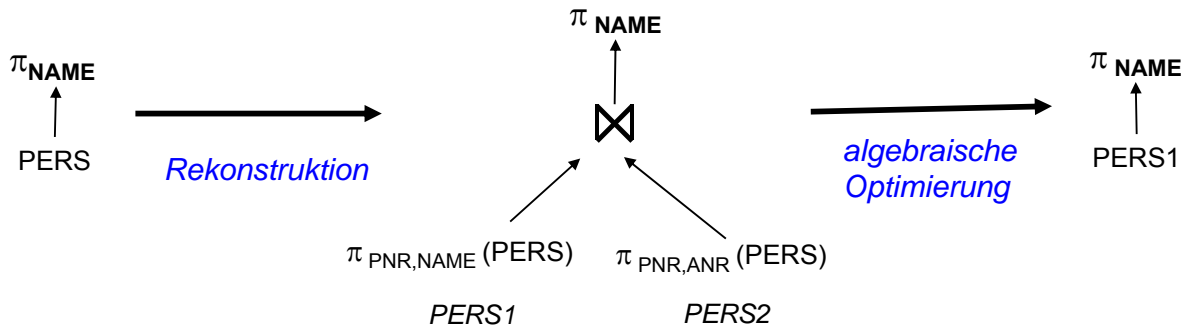 π NAME
PERS
Rekonstruktion
π NAME
⋈
π PNR,NAME (PERS)
PERS1
π PNR,ANR (PERS)
PERS2
algebraische
Optimierung
π NAME
PERS1